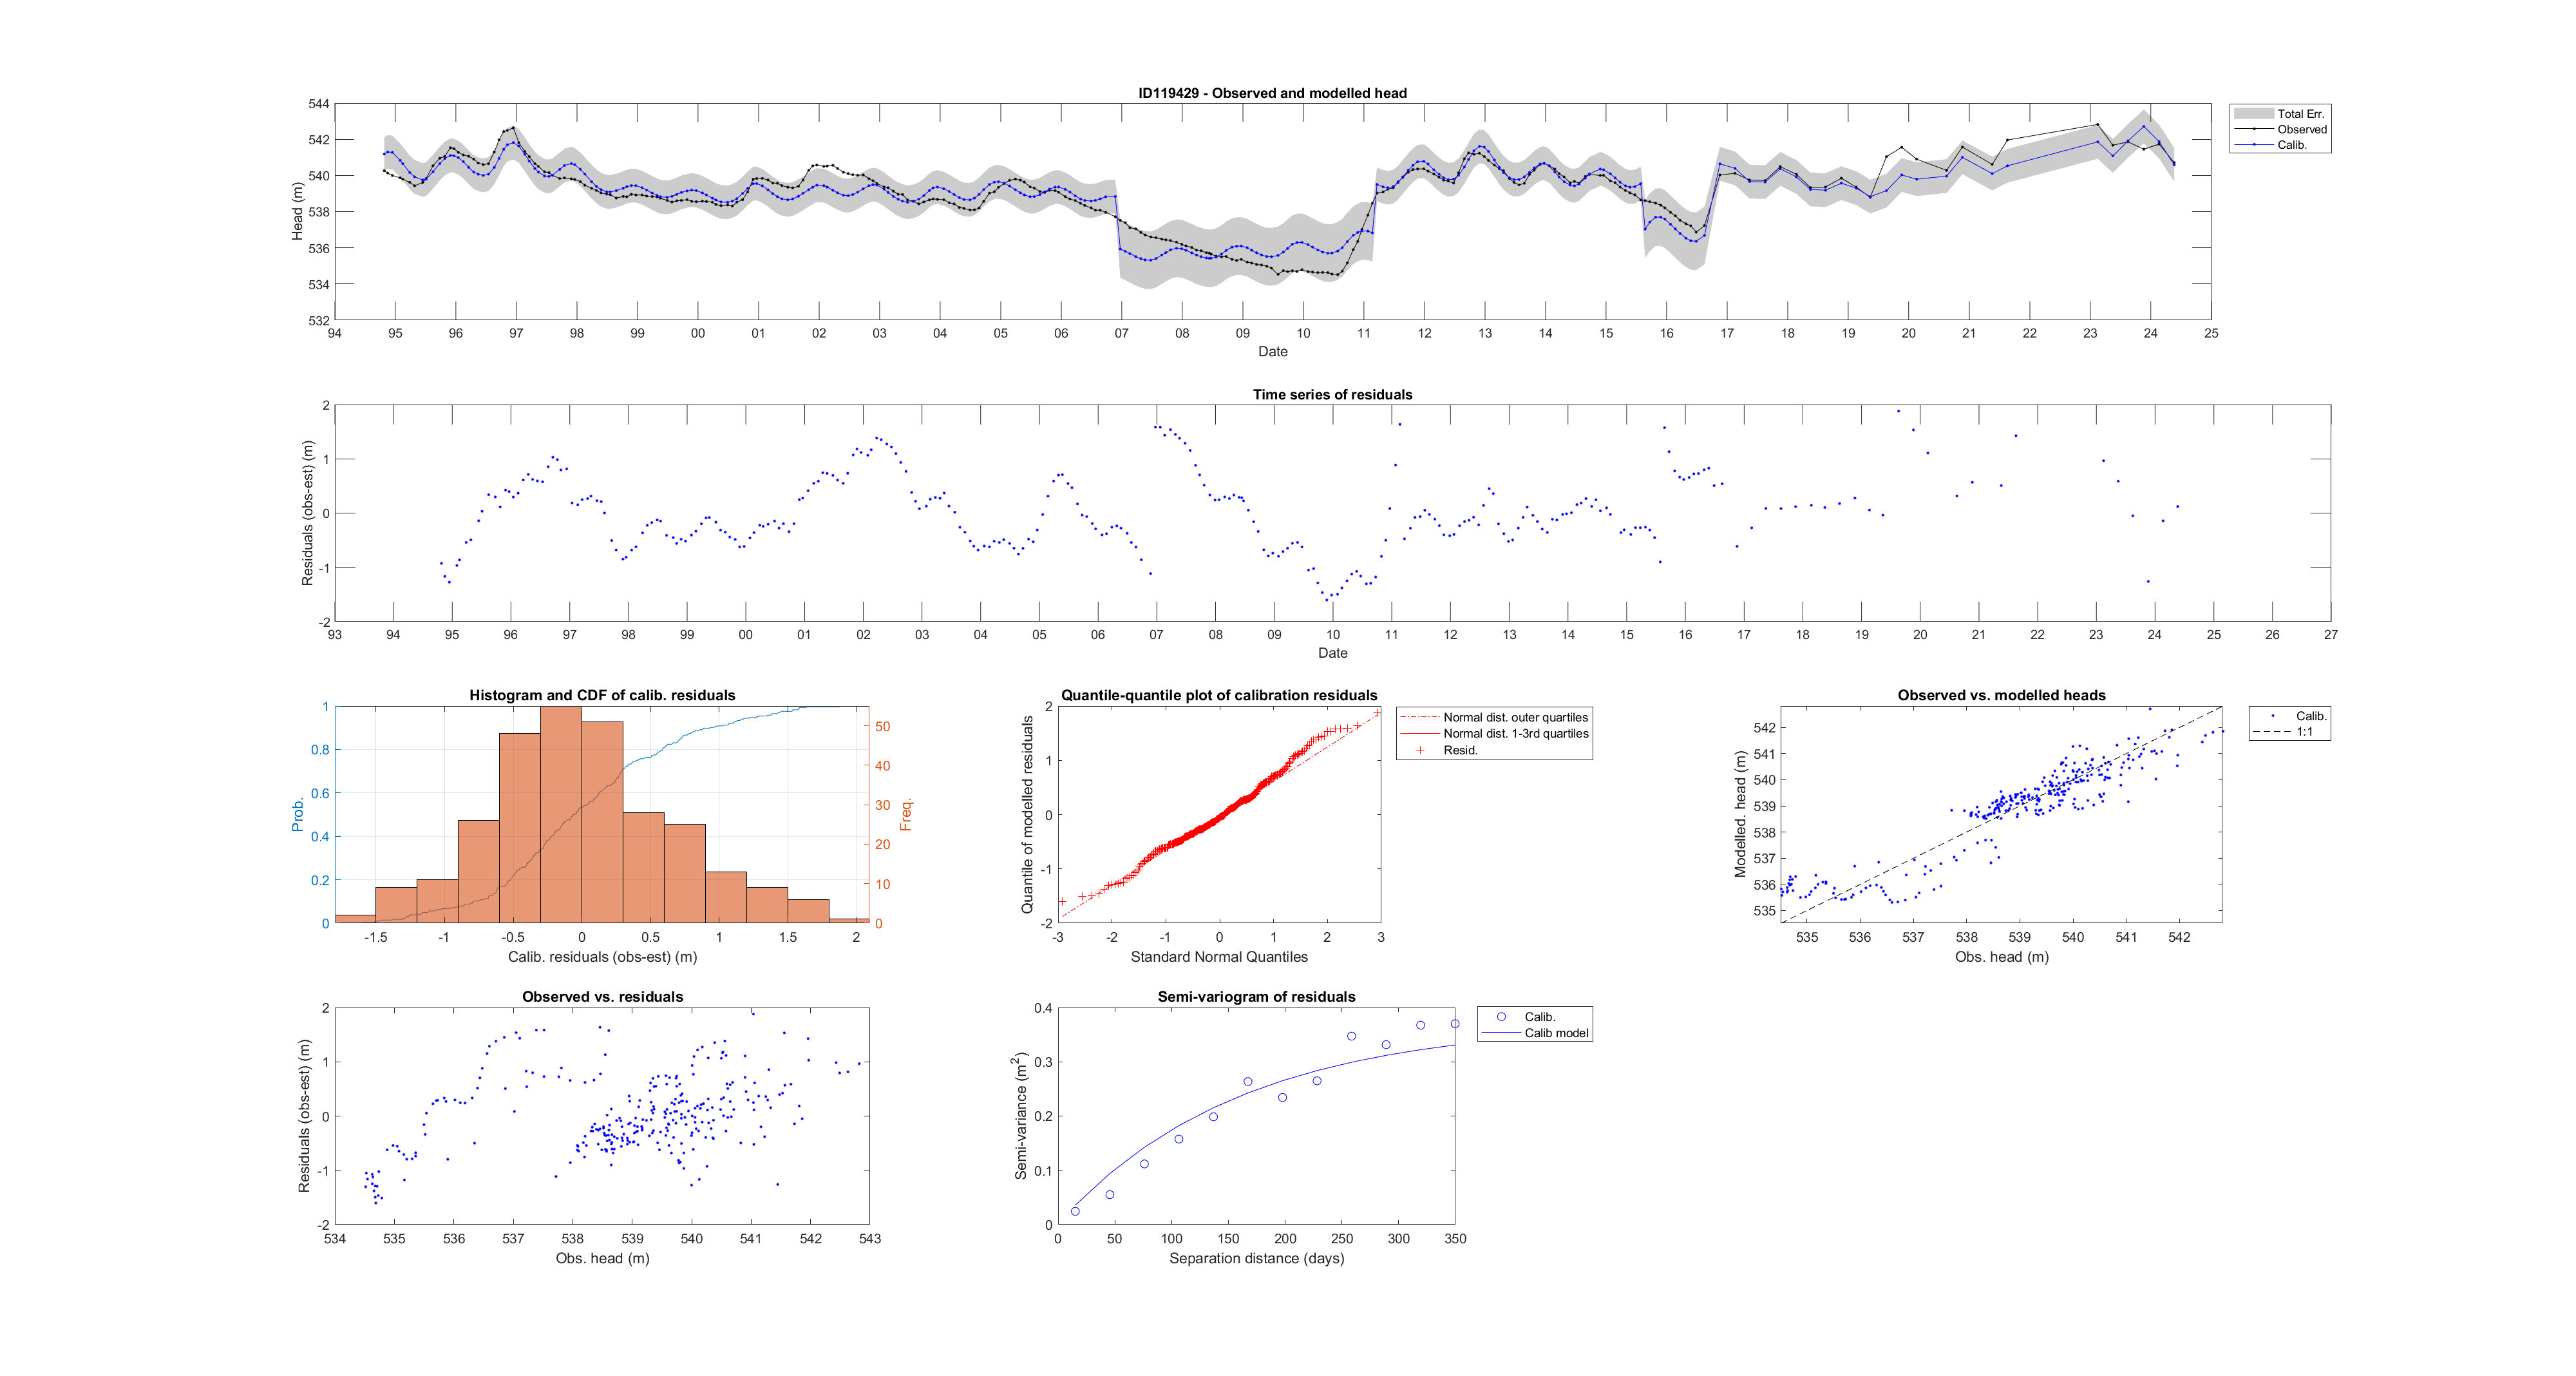 ID119429 - Observed and modelled head
544
542
540
538
536
534
532
Head (m)
94 95 96 97 98 99 00 01 02 03 04 05 06 07 08 09 10 11 12 13 14 15 16 17 18 19 20 21 22 23 24 25
Date
Total Err.
Observed
Calib.
Time series of residuals
2
1
0
-1
-2
Residuals (obs-est) (m)
93 94 95 96 97 98 99 00 01 02 03 04 05 06 07 08 09 10 11 12 13 14 15 16 17 18 19 20 21 22 23 24 25 26 27
Date
Histogram and CDF of calib. residuals
1
0.8
0.6
0.4
0.2
0
Prob.
50
40
30
20
10
0
Freq.
-1.5 -1 -0.5 0 0.5 1 1.5 2
Calib. residuals (obs-est) (m)
Quantile-quantile plot of calibration residuals
2
1
0
-1
-2
Quantile of modelled residuals
-3 -2 -1 0 1 2 3
Standard Normal Quantiles
Normal dist. outer quartiles
Normal dist. 1-3rd quartiles
Resid.
Observed vs. modelled heads
542
541
540
539
538
537
536
535
Modelled. head (m)
535 536 537 538 539 540 541 542
Obs. head (m)
Calib.
1:1
Observed vs. residuals
2
1
0
-1
-2
Residuals (obs-est) (m)
534 535 536 537 538 539 540 541 542 543
Obs. head (m)
Semi-variogram of residuals
0.4
0.3
0.2
0.1
0
Semi-variance (m2)
0 50 100 150 200 250 300 350
Separation distance (days)
Calib.
Calib model